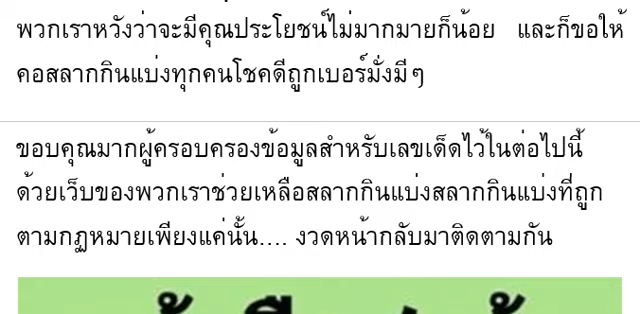 พวกเราหวังว่าจะมีคุณประโยชน์ไม่มากมายก็น้อย และก็ขอให้
คอสลากกินแบ่งทุกคนโชคดีถูกเบอร์มั่งมีๆ
ขอบคุณมากผู้ครอบครองข้อมูลสำหรับเลขเด็ดไว้ในต่อไปนี้
ด้วยเว็บของพวกเราช่วยเหลือสลากกินแบ่งสลากกินแบ่งที่ถูก
ตามกฏหมายเพียงแค่นั้น.... งวดหน้ากลับมาติดตามกัน